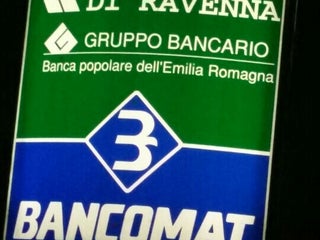 DI RAVENNA
GRUPPO BANCARIO
Banca popolare dell'Emilia Romagna
BANCOMAT